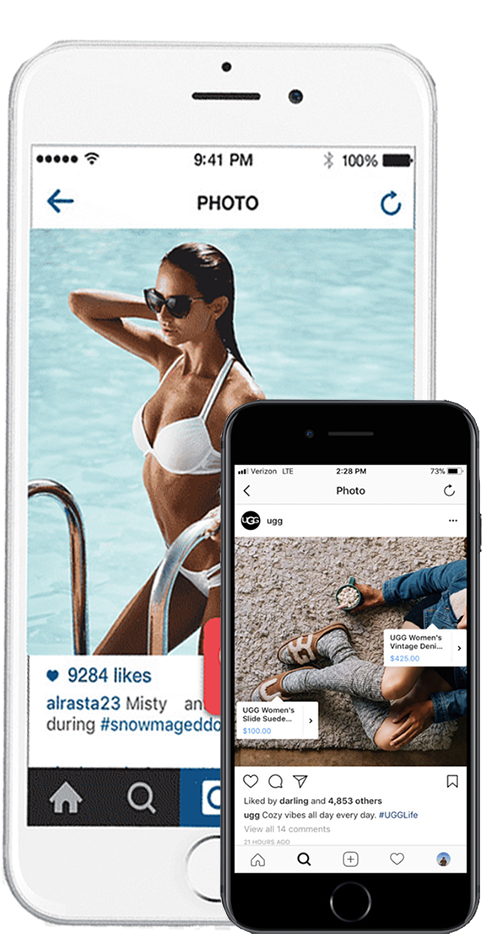 9:41 PM 100%
PHOTO
9284 likes
alrasta23 Misty
during #snowmageddo
Verizon LTE 2:28 PM 73%
Photo
UGG ugg
UGG Women's
Vintage Deni...
$425.00
UGG Women's
Slide Suede...
$100.00
Liked by darling and 4,853 others
ugg Cozy vibes all day every day. #UGGLife
View all 14 comments
21 HOURS AGO